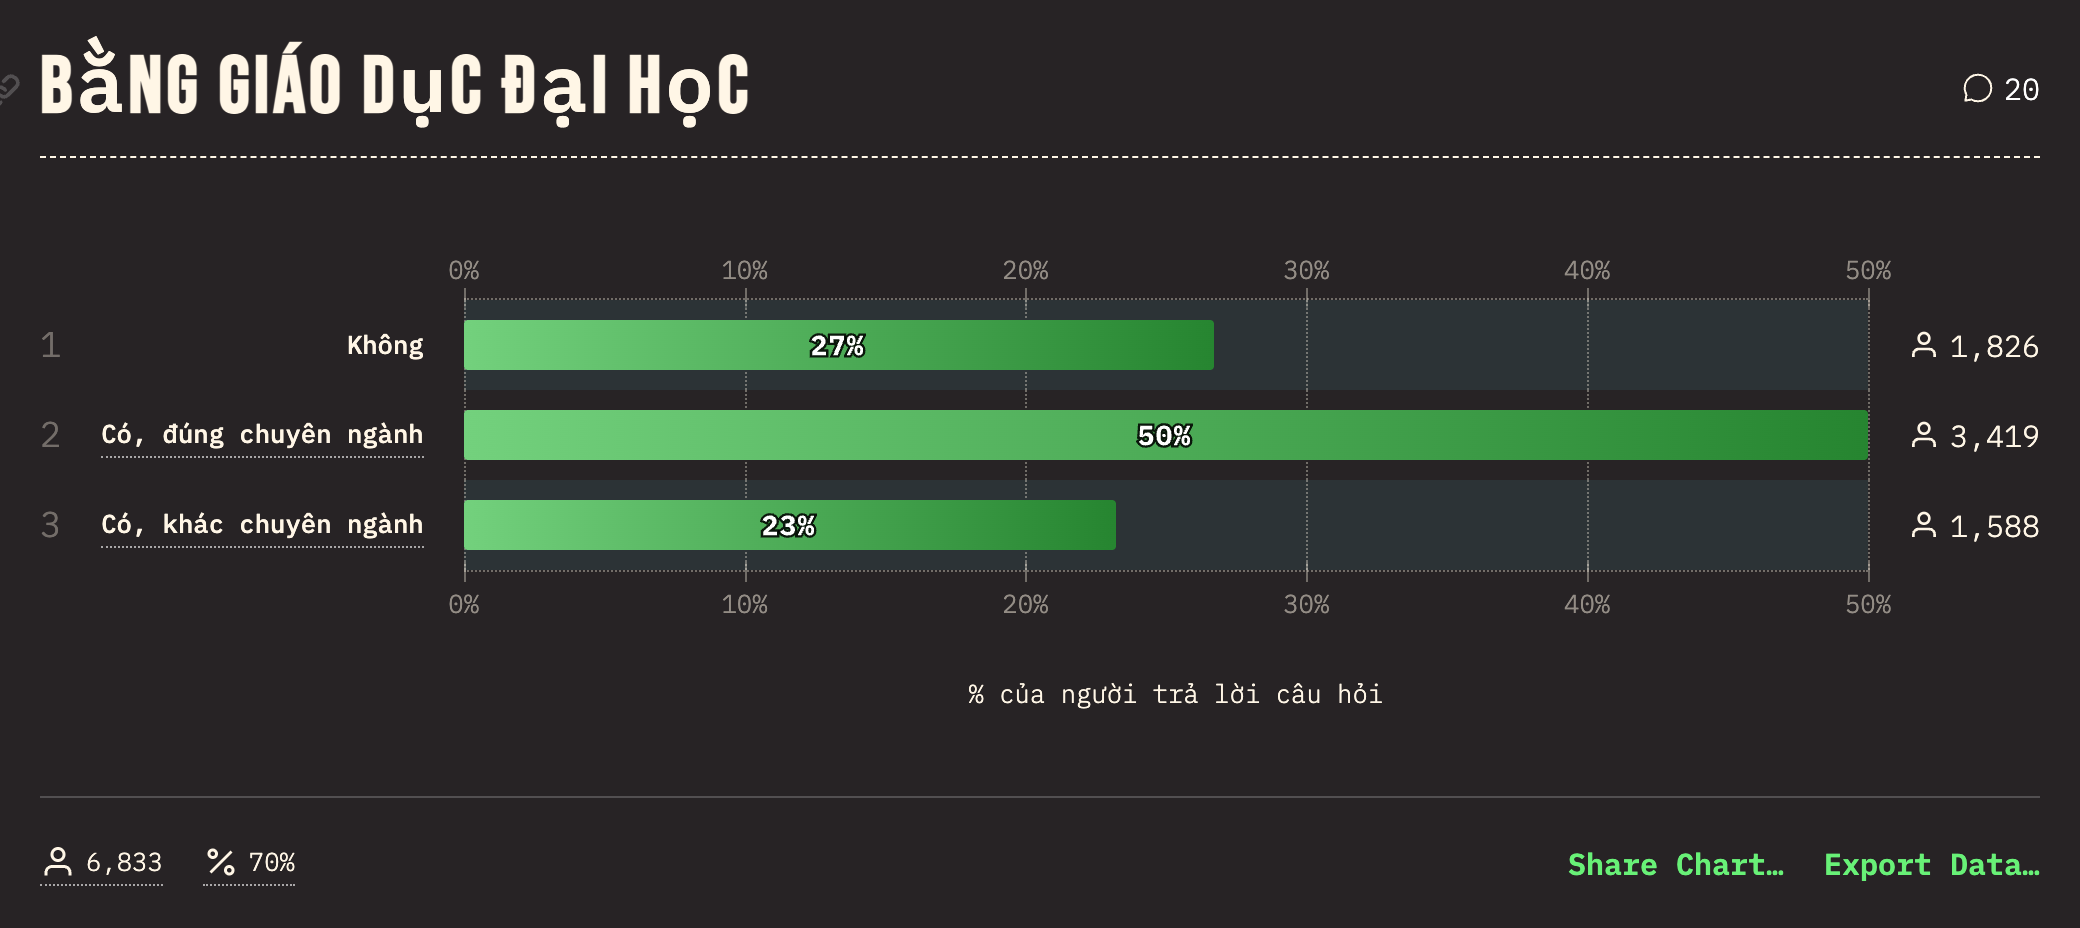 BằNG GIÁO DụC ĐạI HọC
20
0% 10% 20% 30% 40% 50%
1 Không 27% 1,826
2 Có, đúng chuyên ngành 50% 3,419
3 Có, khác chuyên ngành 23% 1,588
0% 10% 20% 30% 40% 50%
% của người trả lời câu hỏi
6,833 70% Share Chart… Export Data…